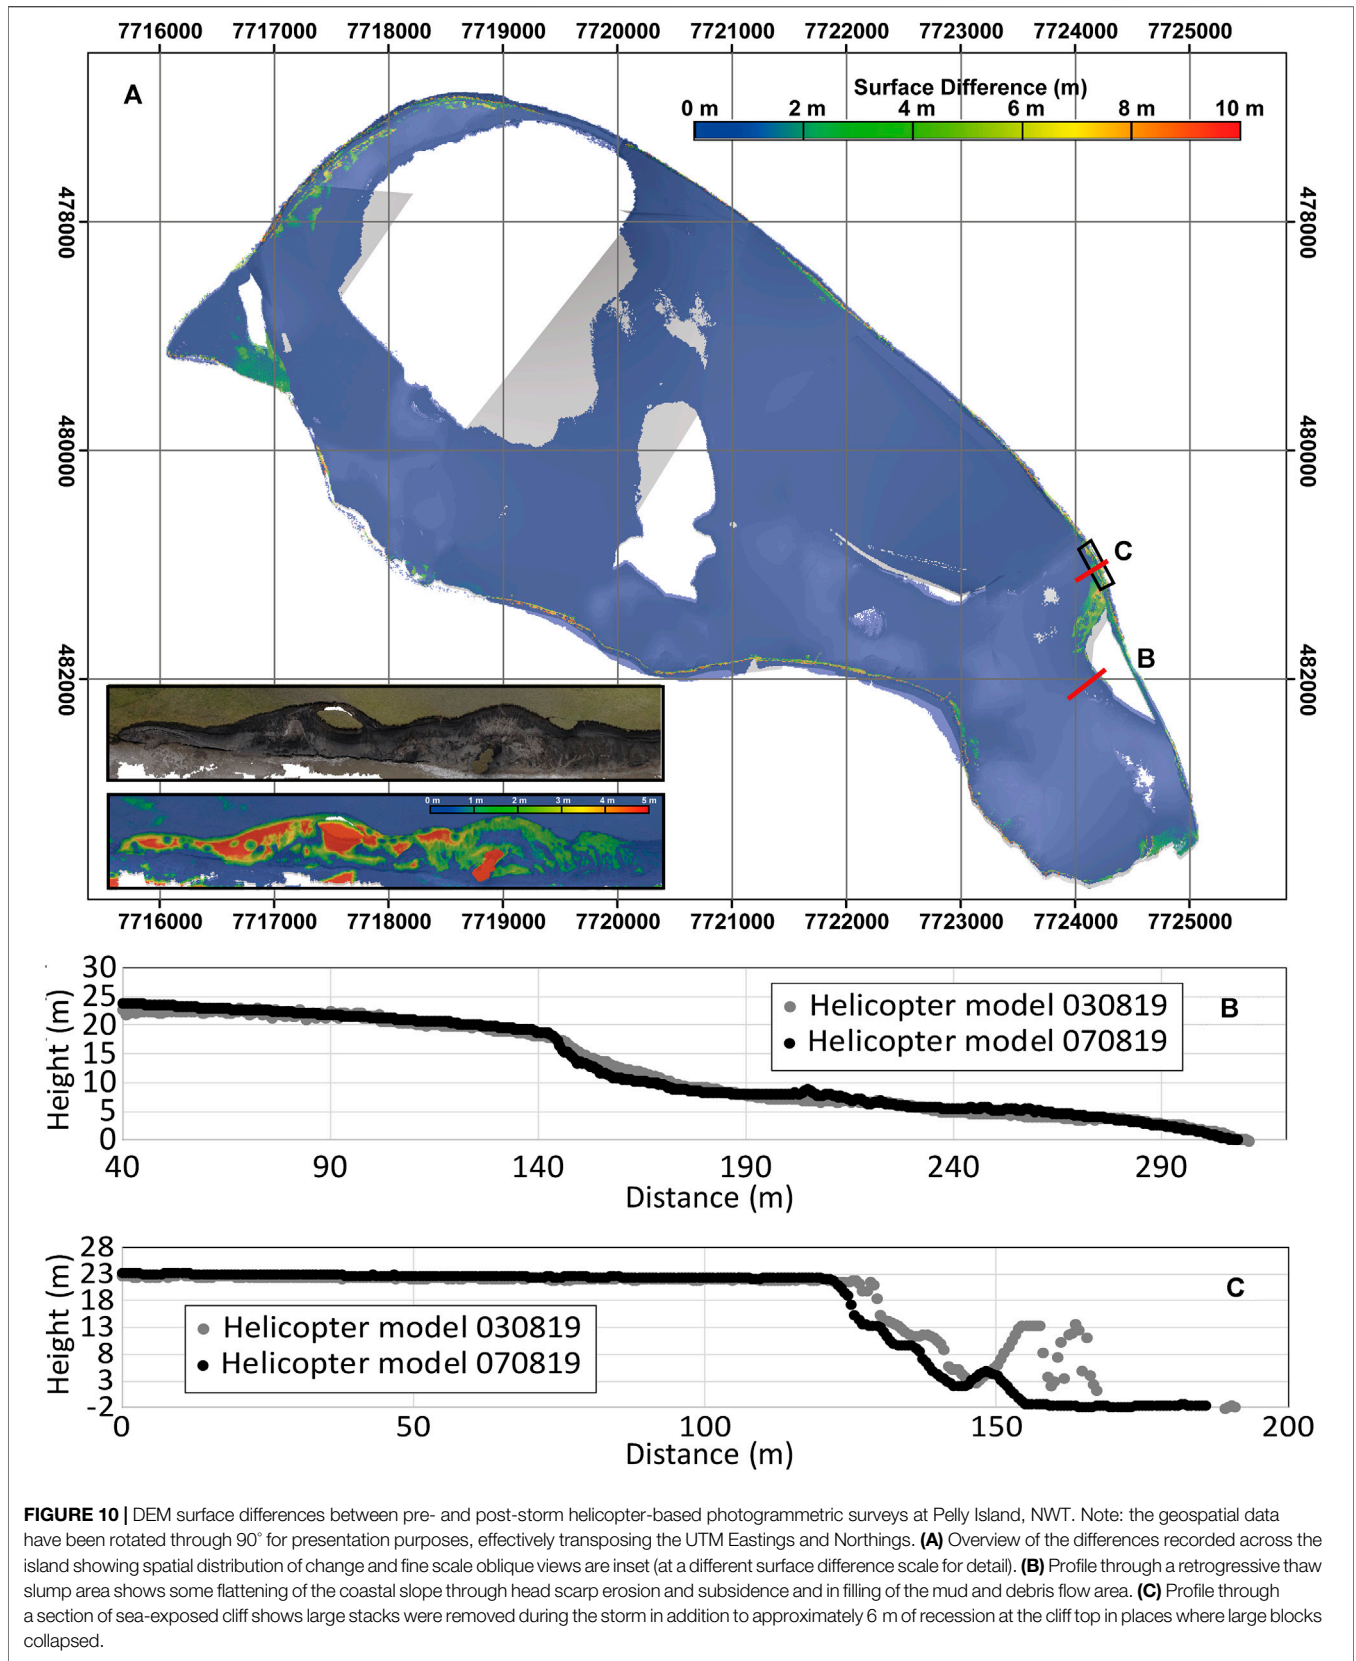 7716000 7717000 7718000 7719000 7720000 7721000 7722000 7723000 7724000 7725000
A
Surface Difference (m)
0 m 2 m 4 m 6 m 8 m 10 m
478000 478000
480000 480000
C
B
482000 482000
0 m 1 m 2 m 3 m 4 m 5 m
7716000 7717000 7718000 7719000 7720000 7721000 7722000 7723000 7724000 7725000
30
25
20
15
10
5
0
Height (m)
Helicopter model 030819
Helicopter model 070819
B
40 90 140 190 240 290
Distance (m)
28
23
18
13
8
3
-2
Height (m)
C
Helicopter model 030819
Helicopter model 070819
0 50 100 150 200
Distance (m)
FIGURE 10 | DEM surface differences between pre- and post-storm helicopter-based photogrammetric surveys at Pelly Island, NWT. Note: the geospatial data
have been rotated through 90° for presentation purposes, effectively transposing the UTM Eastings and Northings. (A) Overview of the differences recorded across the
island showing spatial distribution of change and fine scale oblique views are inset (at a different surface difference scale for detail). (B) Profile through a retrogressive thaw
slump area shows some flattening of the coastal slope through head scarp erosion and subsidence and in filling of the mud and debris flow area. (C) Profile through
a section of sea-exposed cliff shows large stacks were removed during the storm in addition to approximately 6 m of recession at the cliff top in places where large blocks
collapsed.